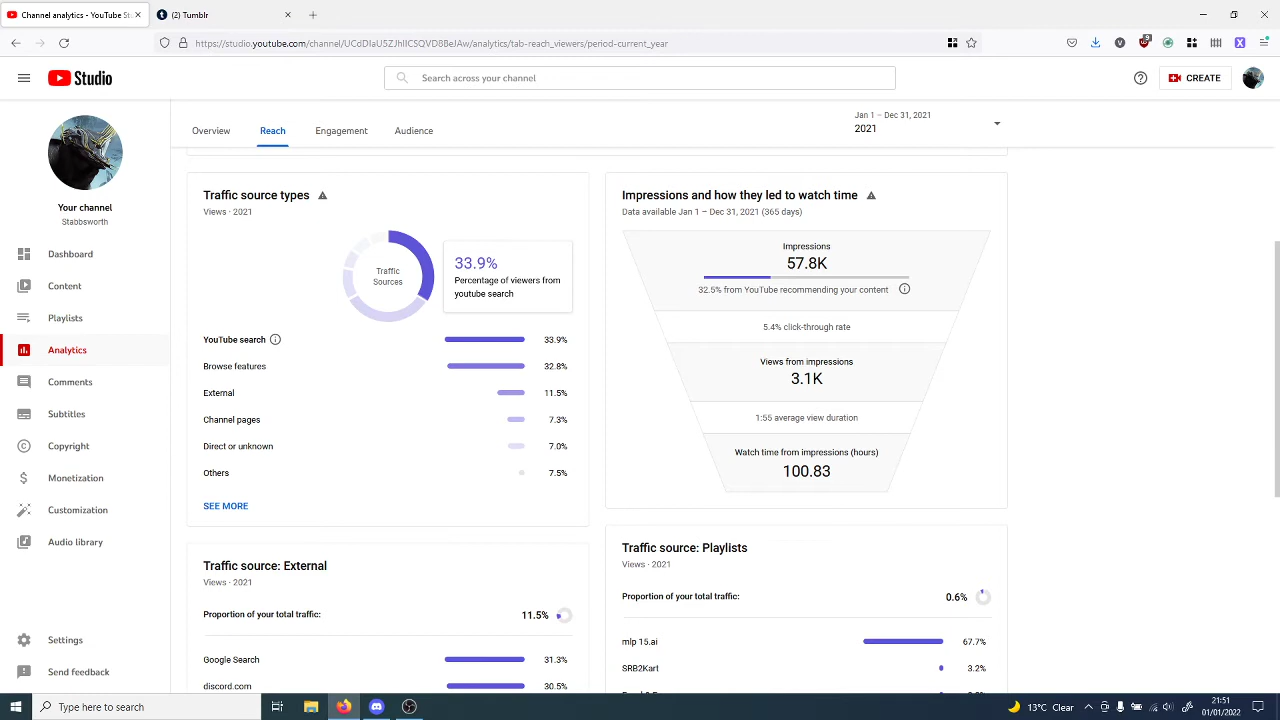 Channel analytics - YouTube St
(2) Tumblr
https://studio.youtube.com/channel/UCdDIaU5ZJhIIC5QVDRBeJAw/analytics/tab-reach_viewers/period-current_year
Studio
Search across your channel
CREATE
Your channel
Stabbsworth
Dashboard
Content
Playlists
Analytics
Comments
Subtitles
Copyright
Monetization
Customization
Audio library
Settings
Send feedback
Overview
Reach
Engagement
Audience
Jan 1 – Dec 31, 2021
2021
Traffic source types
Views · 2021
Traffic
Sources
33.9%
Percentage of viewers from
youtube search
YouTube search 33.9%
Browse features 32.8%
External 11.5%
Channel pages 7.3%
Direct or unknown 7.0%
Others 7.5%
SEE MORE
Impressions and how they led to watch time
Data available Jan 1 – Dec 31, 2021 (365 days)
Impressions
57.8K
32.5% from YouTube recommending your content
5.4% click-through rate
Views from impressions
3.1K
1:55 average view duration
Watch time from impressions (hours)
100.83
Traffic source: External
Views · 2021
Proportion of your total traffic: 11.5%
Google Search 31.3%
discord.com 30.5%
Traffic source: Playlists
Views · 2021
Proportion of your total traffic: 0.6%
mlp 15.ai 67.7%
SRB2Kart 3.2%
Type here to search
13°C Clear
21:51
01/01/2022